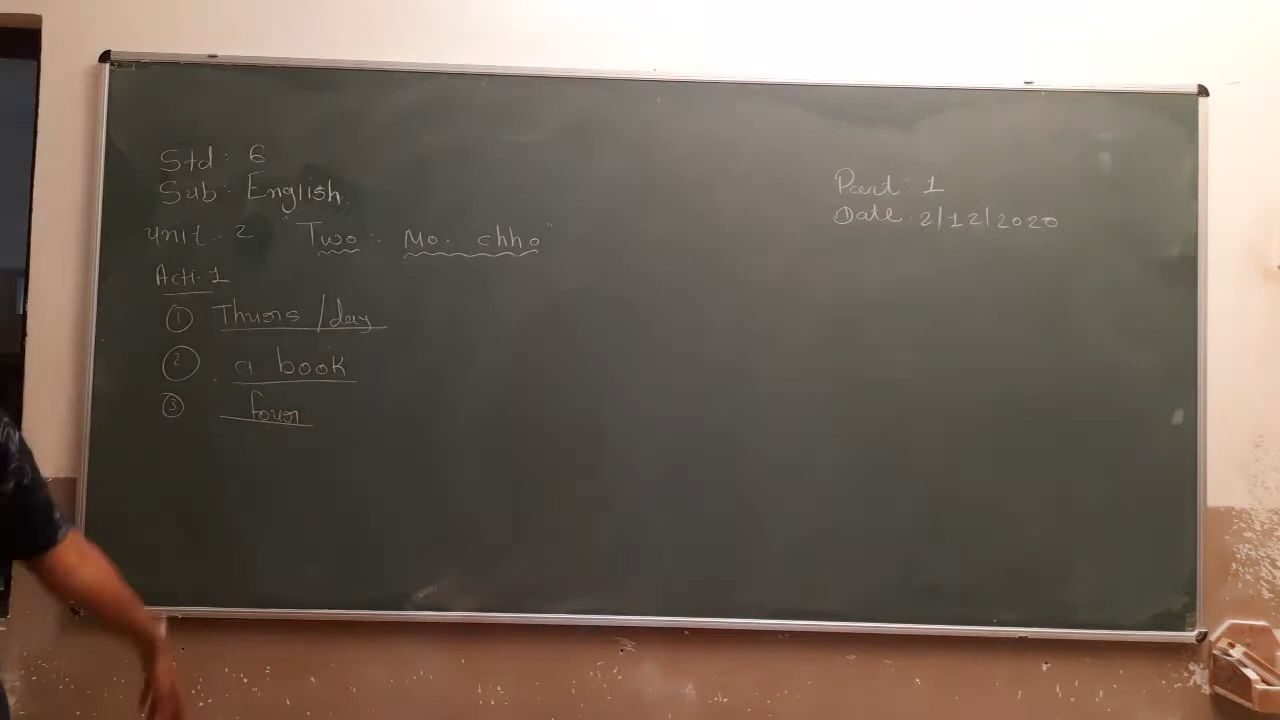 Std : 6
Sub : English
Part : 1
Date : 2/12/2020
unit : 2 "Two : Mo. chho"
Acti-1
① Thurs / day
② a book
③ four